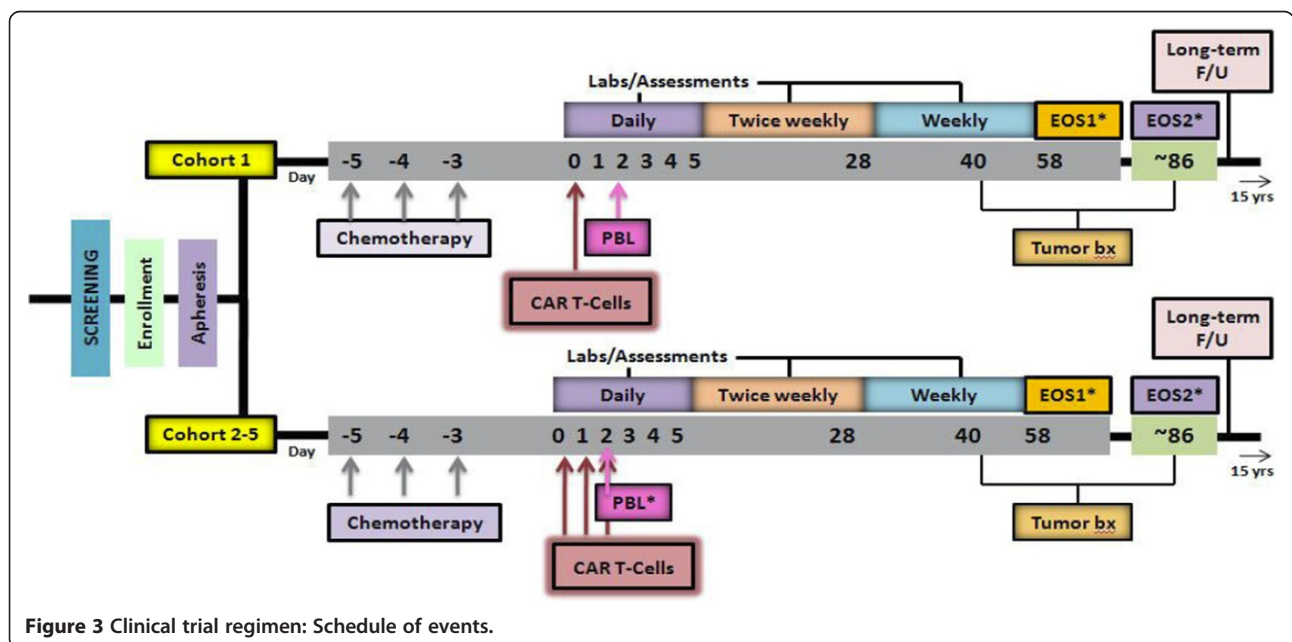 Long-term
F/U
Labs/Assessments
Daily Twice weekly Weekly EOS1* EOS2*
Cohort 1
Day -5 -4 -3 0 1 2 3 4 5 28 40 58 ~86
15 yrs
Chemotherapy PBL Tumor bx
CAR T-Cells
SCREENING
Enrollment
Apheresis
Long-term
F/U
Labs/Assessments
Daily Twice weekly Weekly EOS1* EOS2*
Cohort 2-5
Day -5 -4 -3 0 1 2 3 4 5 28 40 58 ~86
15 yrs
Chemotherapy PBL* Tumor bx
CAR T-Cells
Figure 3 Clinical trial regimen: Schedule of events.